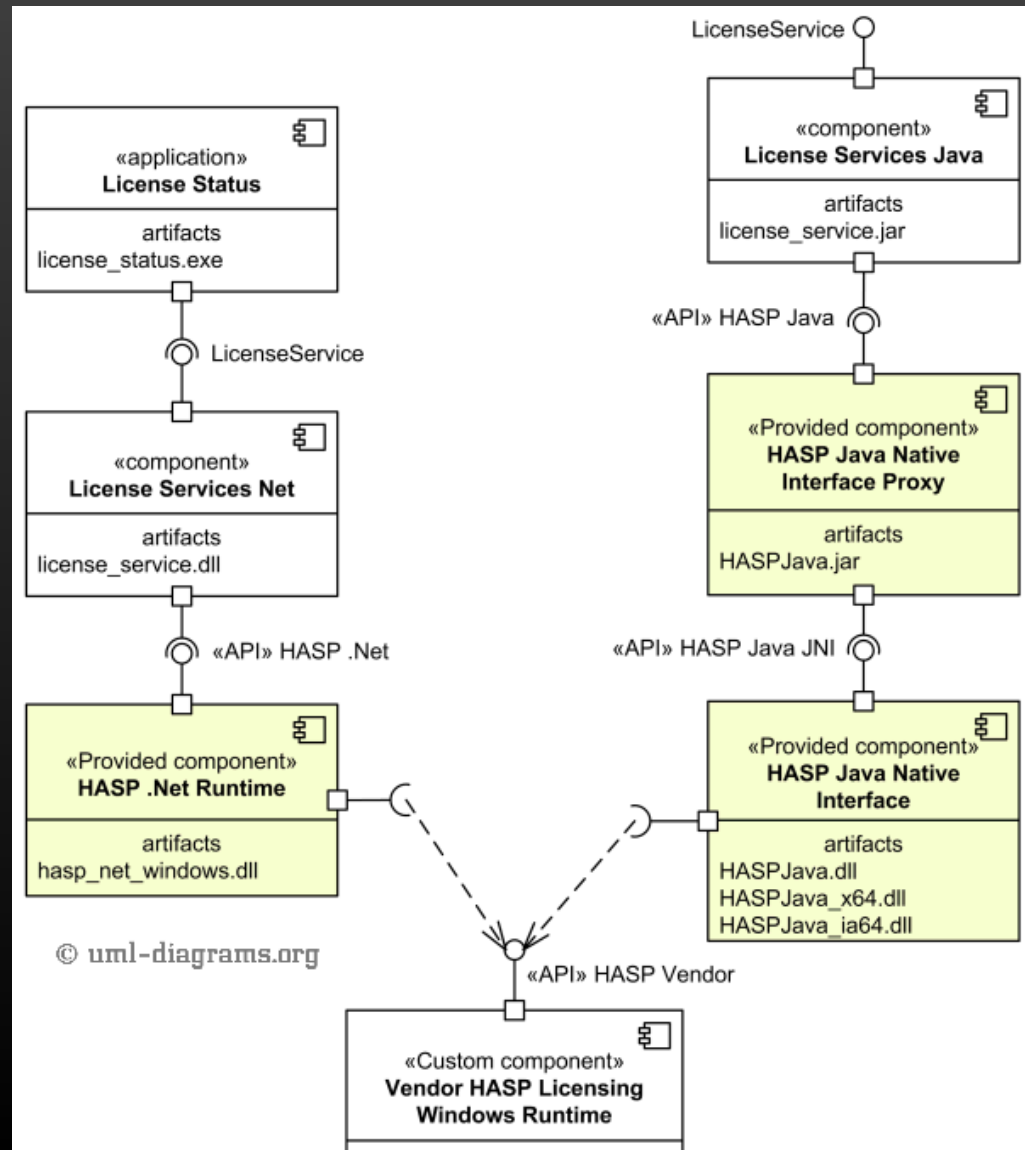 LicenseService
«application»
License Status
artifacts
license_status.exe
LicenseService
«component»
License Services Net
artifacts
license_service.dll
«API» HASP .Net
«Provided component»
HASP .Net Runtime
artifacts
hasp_net_windows.dll
© uml-diagrams.org
«component»
License Services Java
artifacts
license_service.jar
«API» HASP Java
«Provided component»
HASP Java Native
Interface Proxy
artifacts
HASPJava.jar
«API» HASP Java JNI
«Provided component»
HASP Java Native
Interface
artifacts
HASPJava.dll
HASPJava_x64.dll
HASPJava_ia64.dll
«API» HASP Vendor
«Custom component»
Vendor HASP Licensing
Windows Runtime